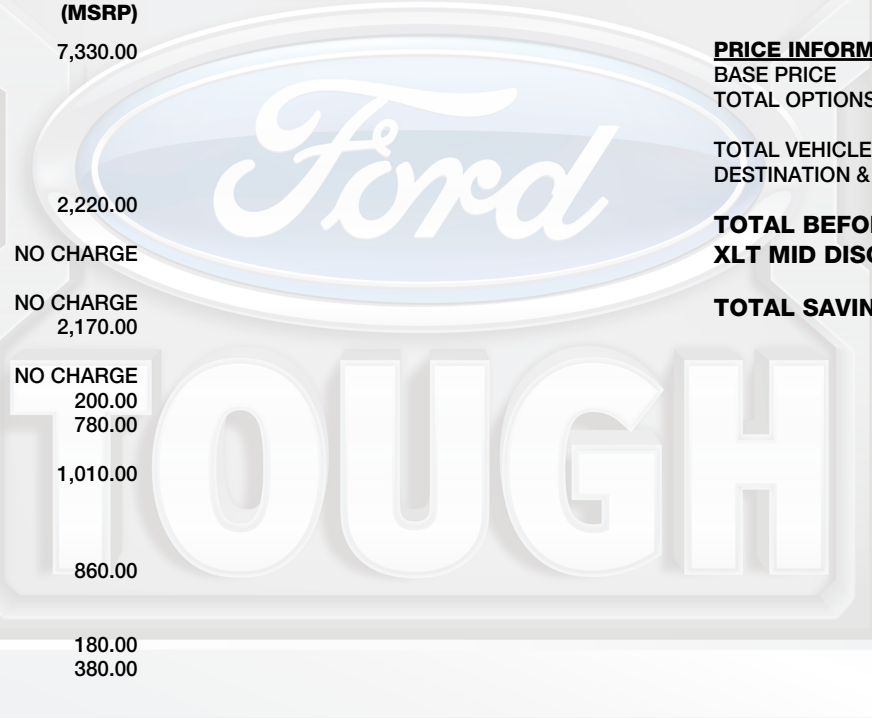 (MSRP)
7,330.00
2,220.00
NO CHARGE
NO CHARGE
2,170.00
NO CHARGE
200.00
780.00
1,010.00
860.00
180.00
380.00
PRICE INFORM
BASE PRICE
TOTAL OPTIONS
TOTAL VEHICLE
DESTINATION &
TOTAL BEFO
XLT MID DISC
TOTAL SAVIN
Ford
TOUGH